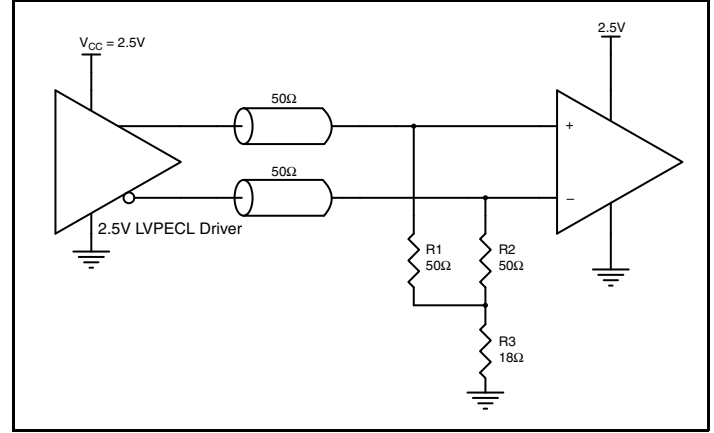 V_CC = 2.5V
2.5V
50Ω
50Ω
+
−
2.5V LVPECL Driver
R1
50Ω
R2
50Ω
R3
18Ω